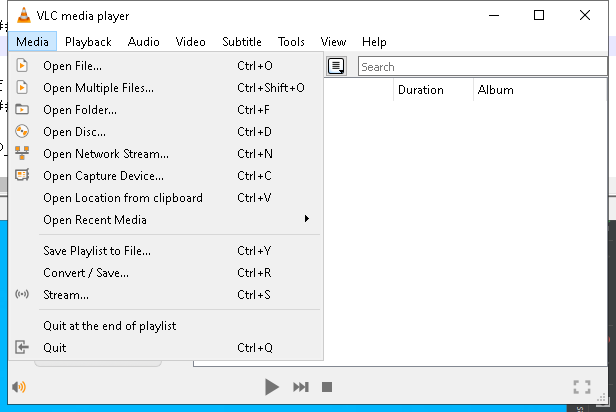 VLC media player
Media Playback Audio Video Subtitle Tools View Help
Open File... Ctrl+O
Open Multiple Files... Ctrl+Shift+O
Open Folder... Ctrl+F
Open Disc... Ctrl+D
Open Network Stream... Ctrl+N
Open Capture Device... Ctrl+C
Open Location from clipboard Ctrl+V
Open Recent Media
Save Playlist to File... Ctrl+Y
Convert / Save... Ctrl+R
Stream... Ctrl+S
Quit at the end of playlist
Quit Ctrl+Q
Search
Duration Album